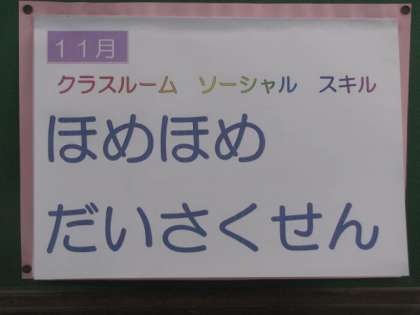 11月
クラスルーム ソーシャル スキル
ほめほめ
だいさくせん